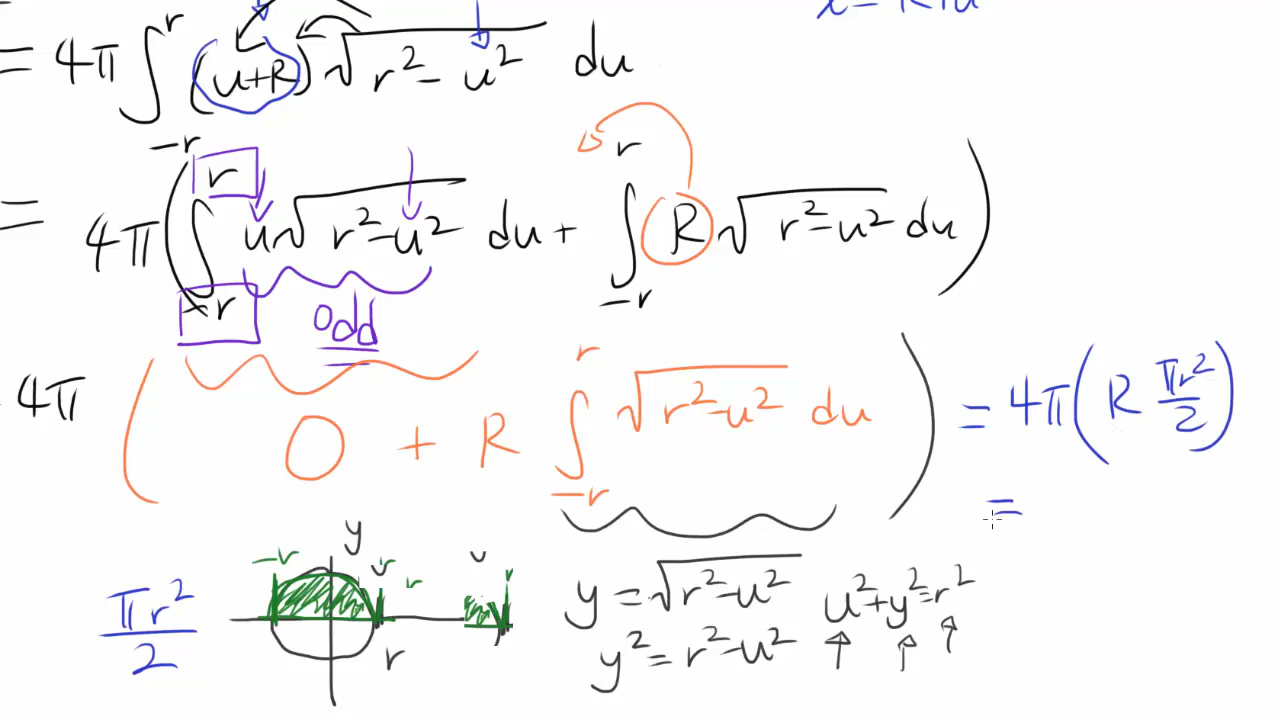 x = R+u
= 4π ∫_{-r}^{r} (u+R) √(r²-u²) du
= 4π ( ∫_{-r}^{r} u√(r²-u²) du + ∫_{-r}^{r} R √(r²-u²) du )
Odd
4π ( 0 + R ∫_{-r}^{r} √(r²-u²) du ) = 4π ( R πr²/2 )
=
y
-r r r
r
πr²/2
y = √(r²-u²) u²+y²=r²
y² = r²-u²
r